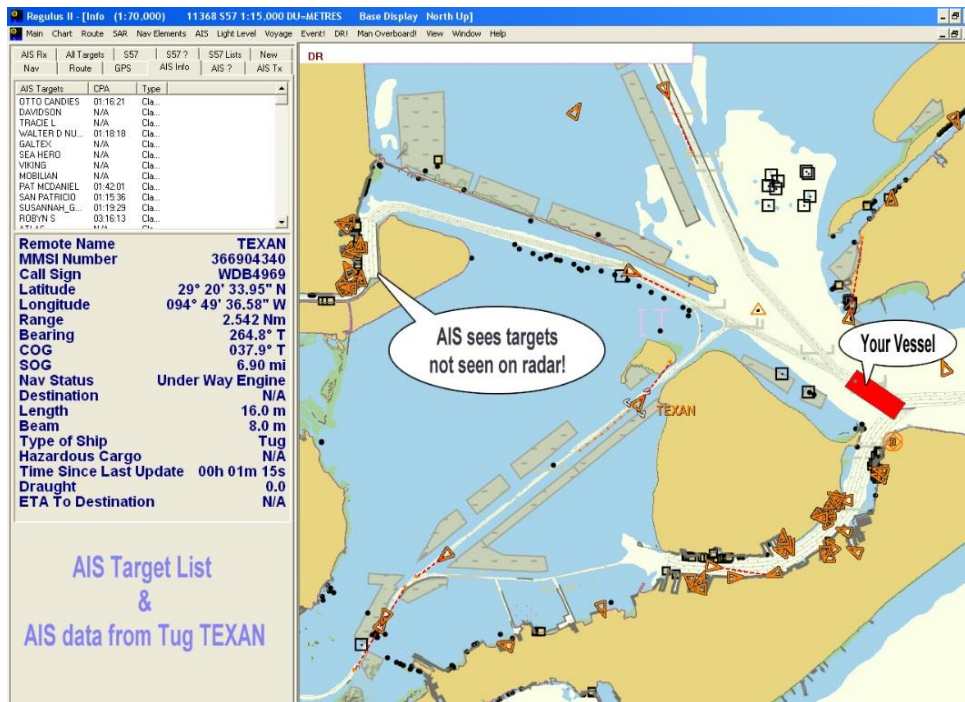 Regulus II - [Info (1:70,000) 11368 S57 1:15,000 DU=METRES Base Display North Up]
Main Chart Route SAR Nav Elements AIS Light Level Voyage Event! DR! Man Overboard! View Window Help
AIS Rx All Targets S57 S57 ? S57 Lists New
Nav Route GPS AIS Info AIS ? AIS Tx
DR
AIS Targets CPA Type
OTTO CANDIES 01:16:21 Cla...
DAVIDSON N/A Cla...
TRACIE L N/A Cla...
WALTER D NU... 01:18:18 Cla...
GALTEX N/A Cla...
SEA HERO N/A Cla...
VIKING N/A Cla...
MOBILIAN N/A Cla...
PAT MCDANIEL 01:42:01 Cla...
SAN PATRICIO 01:15:36 Cla...
SUSANNAH_G... 01:19:29 Cla...
ROBYN S 03:16:13 Cla...
Remote Name TEXAN
MMSI Number 366904340
Call Sign WDB4969
Latitude 29° 20' 33.95" N
Longitude 094° 49' 36.58" W
Range 2.542 Nm
Bearing 264.8° T
COG 037.9° T
SOG 6.90 mi
Nav Status Under Way Engine
Destination N/A
Length 16.0 m
Beam 8.0 m
Type of Ship Tug
Hazardous Cargo N/A
Time Since Last Update 00h 01m 15s
Draught 0.0
ETA To Destination N/A
AIS Target List
&
AIS data from Tug TEXAN
AIS sees targets
not seen on radar!
Your Vessel
TEXAN